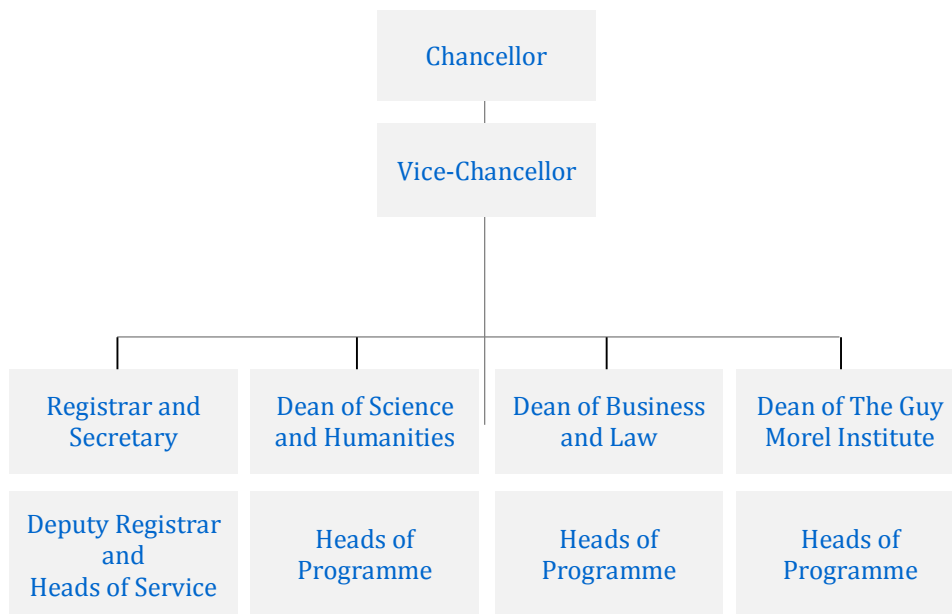 Chancellor
Vice-Chancellor
Registrar and
Secretary
Dean of Science
and Humanities
Dean of Business
and Law
Dean of The Guy
Morel Institute
Deputy Registrar
and
Heads of Service
Heads of
Programme
Heads of
Programme
Heads of
Programme